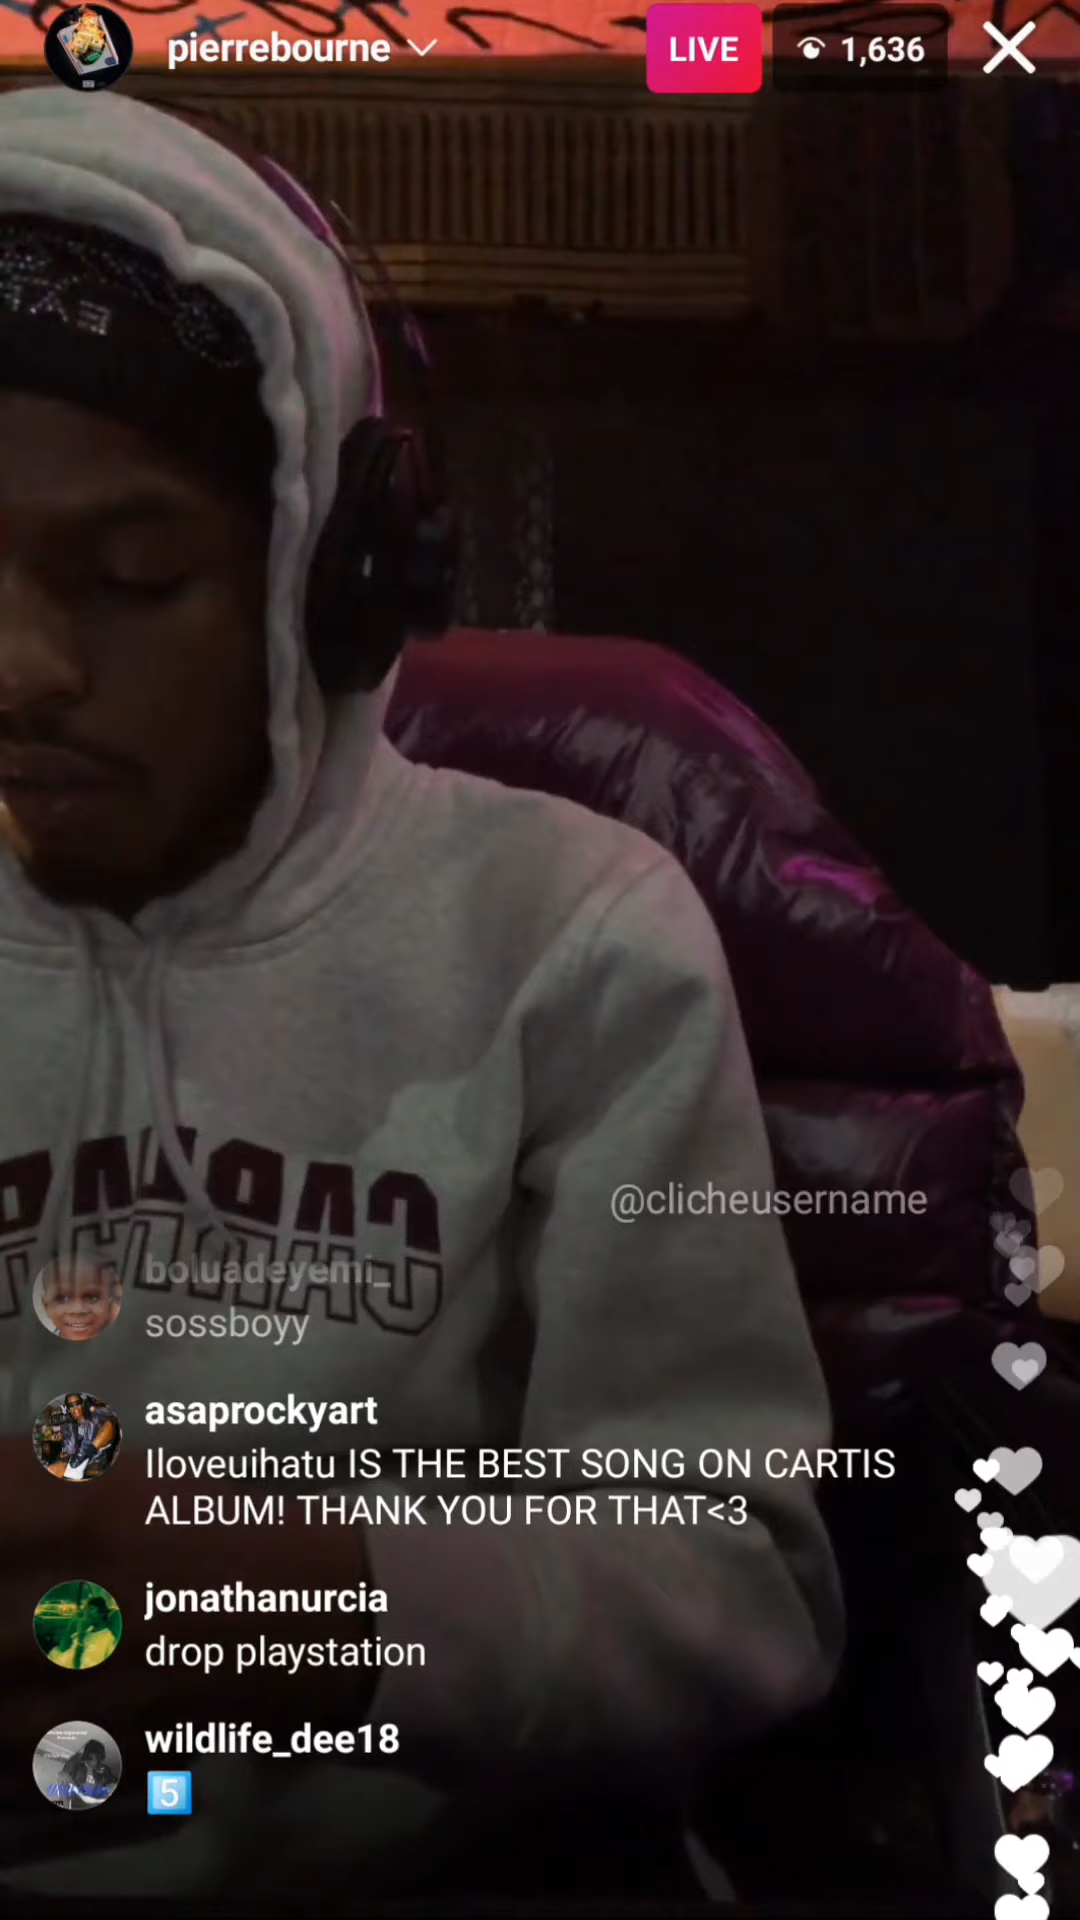 pierrebourne
LIVE
1,636
@clicheusername
boluadeyemi_
sossboyy
asaprockyart
Iloveuihatu IS THE BEST SONG ON CARTIS
ALBUM! THANK YOU FOR THAT<3
jonathanurcia
drop playstation
wildlife_dee18
5️⃣